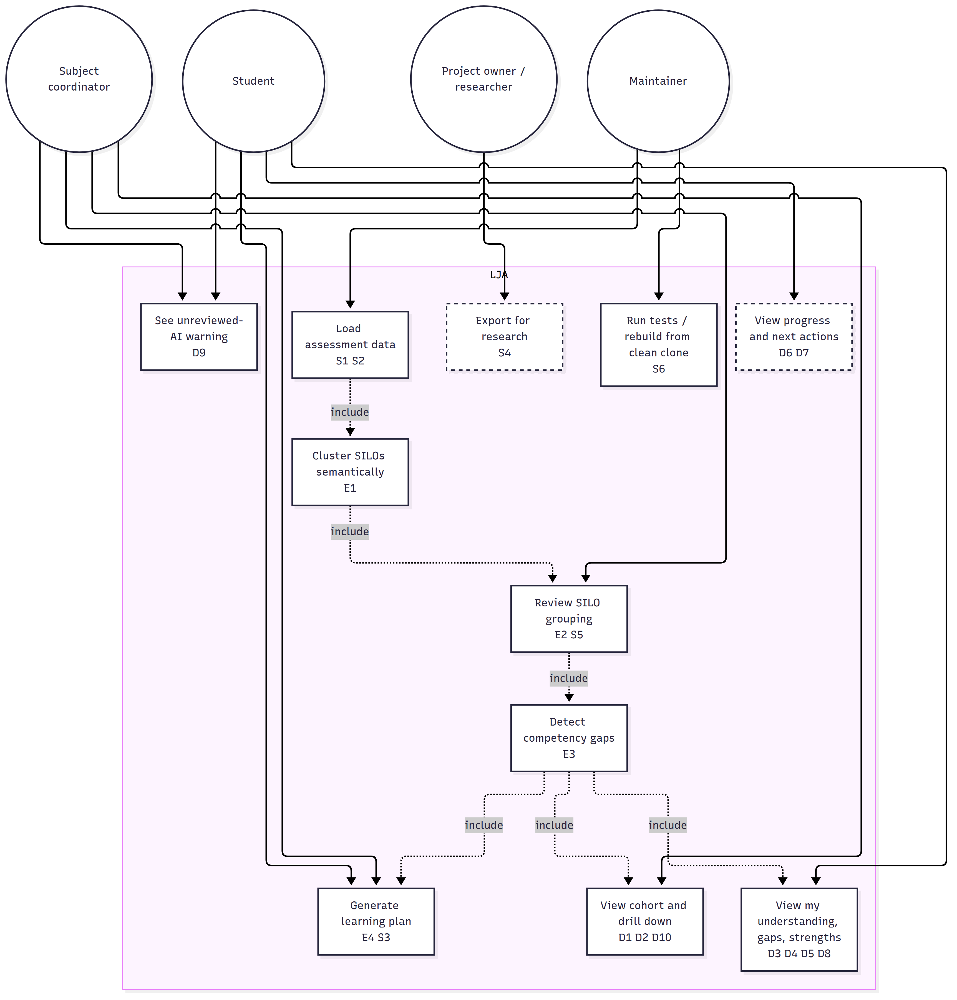 Subject
coordinator
Student
Project owner /
researcher
Maintainer
LJA
See unreviewed-
AI warning
D9
Load
assessment data
S1 S2
Export for
research
S4
Run tests /
rebuild from
clean clone
S6
View progress
and next actions
D6 D7
include
Cluster SILOs
semantically
E1
include
Review SILO
grouping
E2 S5
include
Detect
competency gaps
E3
include
include
include
Generate
learning plan
E4 S3
View cohort and
drill down
D1 D2 D10
View my
understanding,
gaps, strengths
D3 D4 D5 D8